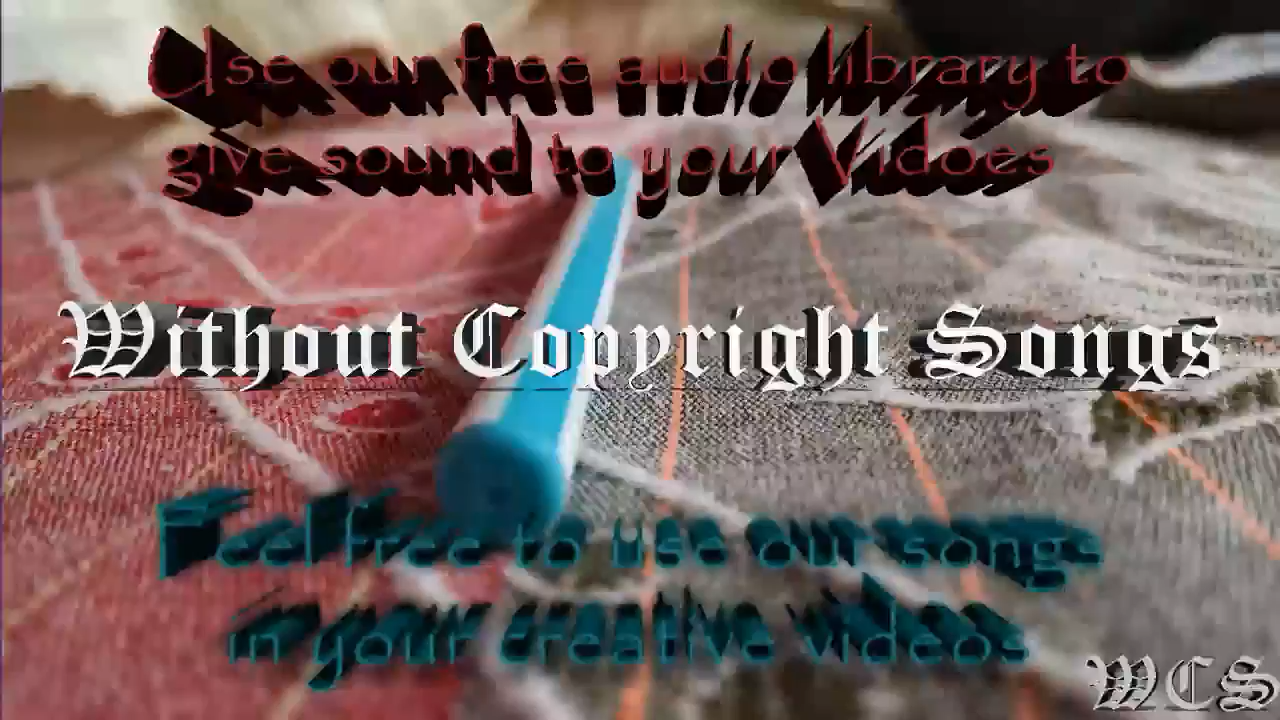 Use our free audio library to
give sound to your Vidoes
Without Copyright Songs
Feel free to use our songs
in your creative videos
WCS